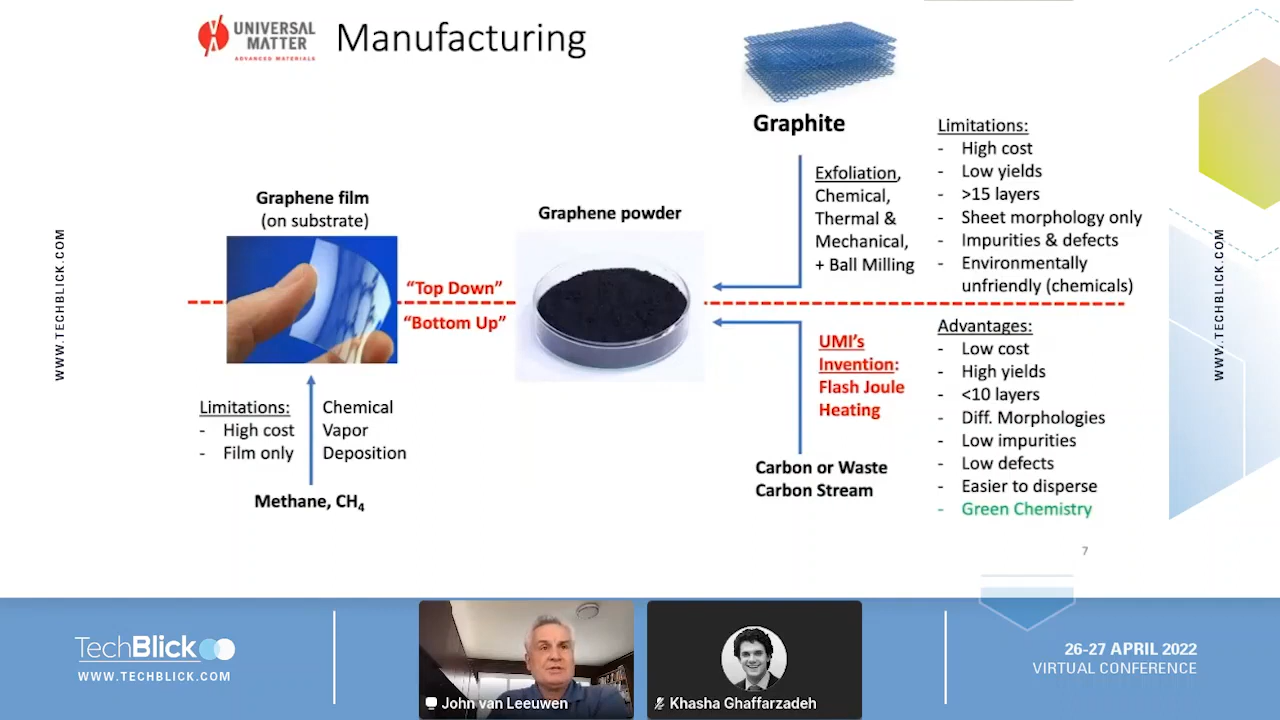 UNIVERSAL
MATTER
ADVANCED MATERIALS
Manufacturing
Graphite
Limitations:
- High cost
- Low yields
- >15 layers
- Sheet morphology only
- Impurities & defects
- Environmentally
unfriendly (chemicals)
Exfoliation,
Chemical,
Thermal &
Mechanical,
+ Ball Milling
Graphene film
(on substrate)
Graphene powder
"Top Down"
"Bottom Up"
UMI's
Invention:
Flash Joule
Heating
Advantages:
- Low cost
- High yields
- <10 layers
- Diff. Morphologies
- Low impurities
- Low defects
- Easier to disperse
- Green Chemistry
Limitations:
- High cost
- Film only
Chemical
Vapor
Deposition
Methane, CH4
Carbon or Waste
Carbon Stream
7
WWW.TECHBLICK.COM
WWW.TECHBLICK.COM
TechBlick
WWW.TECHBLICK.COM
John van Leeuwen
Khasha Ghaffarzadeh
26-27 APRIL 2022
VIRTUAL CONFERENCE